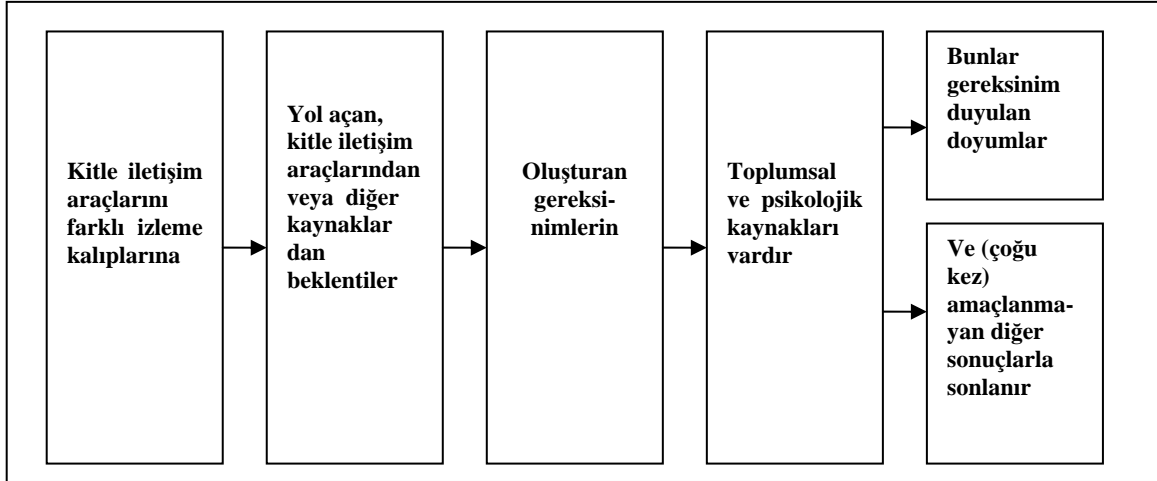 Kitle iletişim
araçlarını
farklı izleme
kalıplarına
Yol açan,
kitle iletişim
araçlarından
veya diğer
kaynaklar
dan
beklentiler
Oluşturan
gereksi-
nimlerin
Toplumsal
ve psikolojik
kaynakları
vardır
Bunlar
gereksinim
duyulan
doyumlar
Ve (çoğu
kez)
amaçlanma-
yan diğer
sonuçlarla
sonlanır